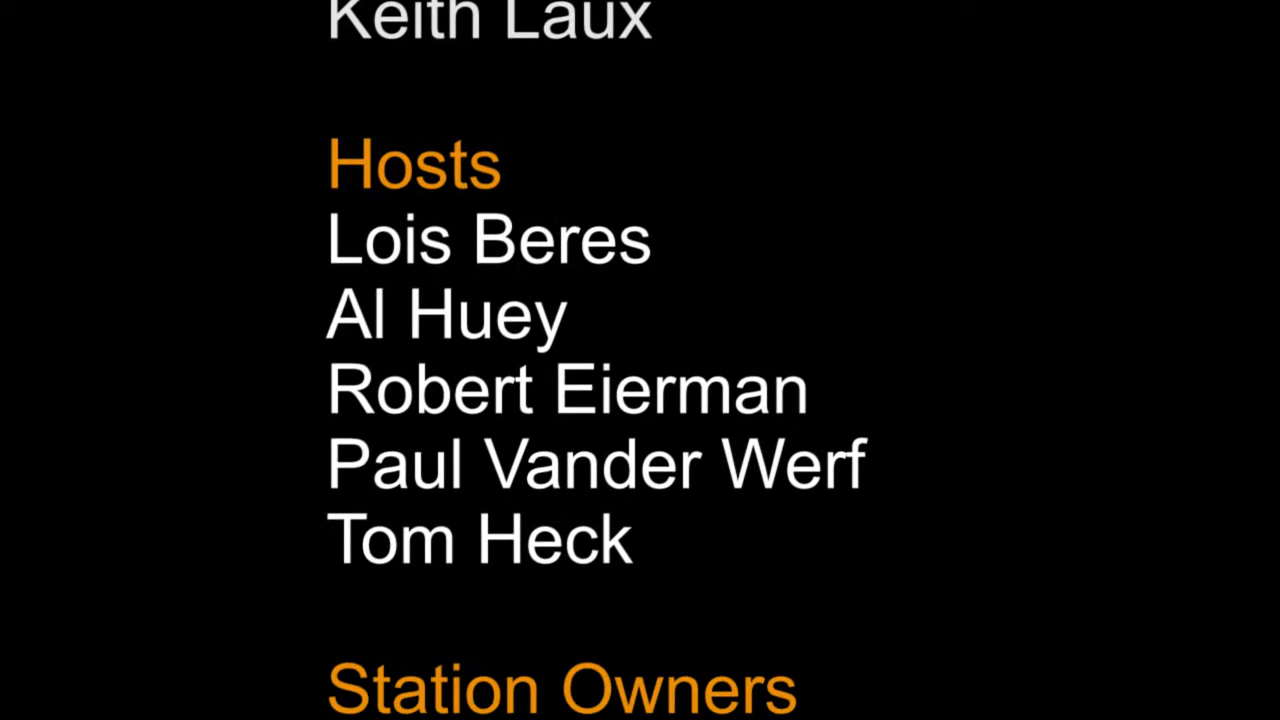 Keith Laux
Hosts
Lois Beres
Al Huey
Robert Eierman
Paul Vander Werf
Tom Heck
Station Owners